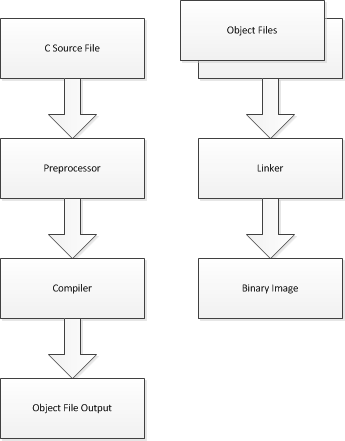 C Source File
Preprocessor
Compiler
Object File Output
Object Files
Linker
Binary Image